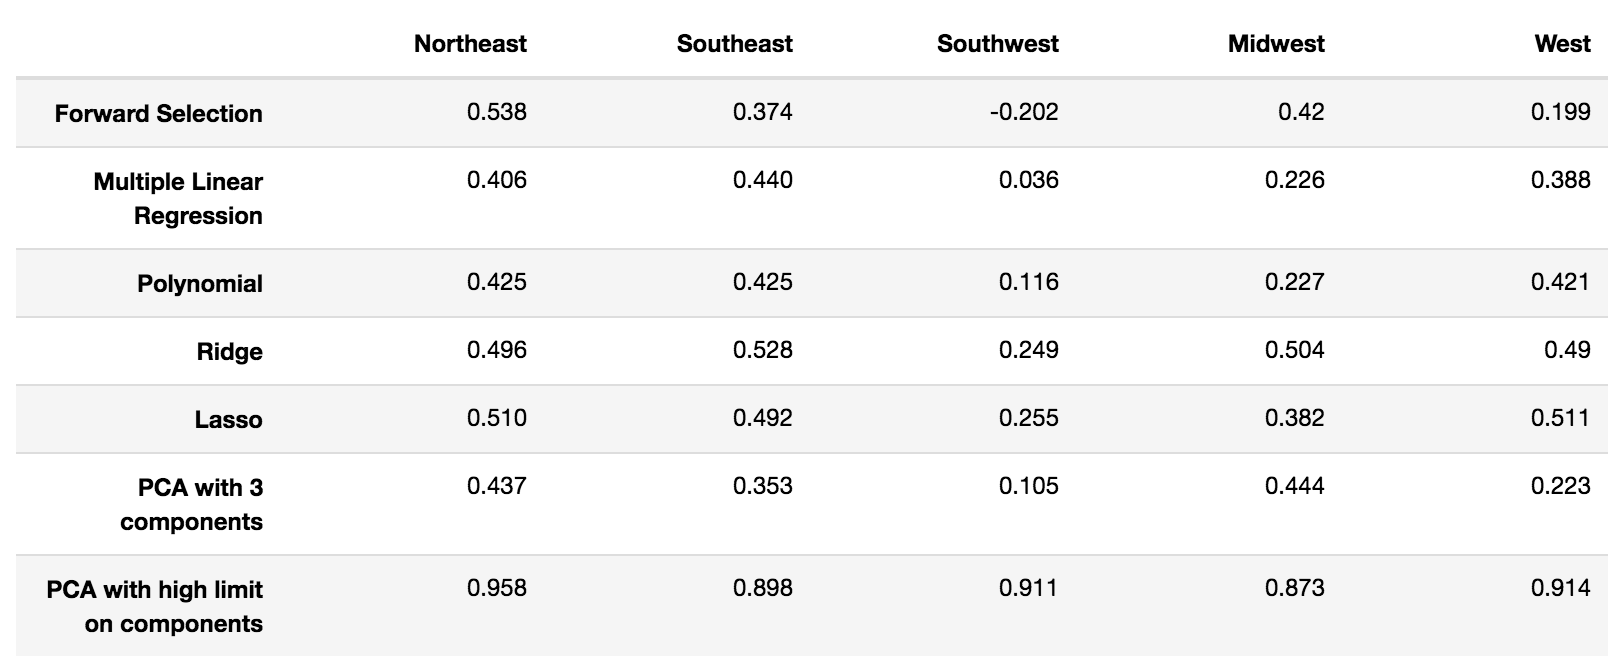 Northeast Southeast Southwest Midwest West
Forward Selection 0.538 0.374 -0.202 0.42 0.199
Multiple Linear 0.406 0.440 0.036 0.226 0.388
Regression
Polynomial 0.425 0.425 0.116 0.227 0.421
Ridge 0.496 0.528 0.249 0.504 0.49
Lasso 0.510 0.492 0.255 0.382 0.511
PCA with 3 0.437 0.353 0.105 0.444 0.223
components
PCA with high limit 0.958 0.898 0.911 0.873 0.914
on components